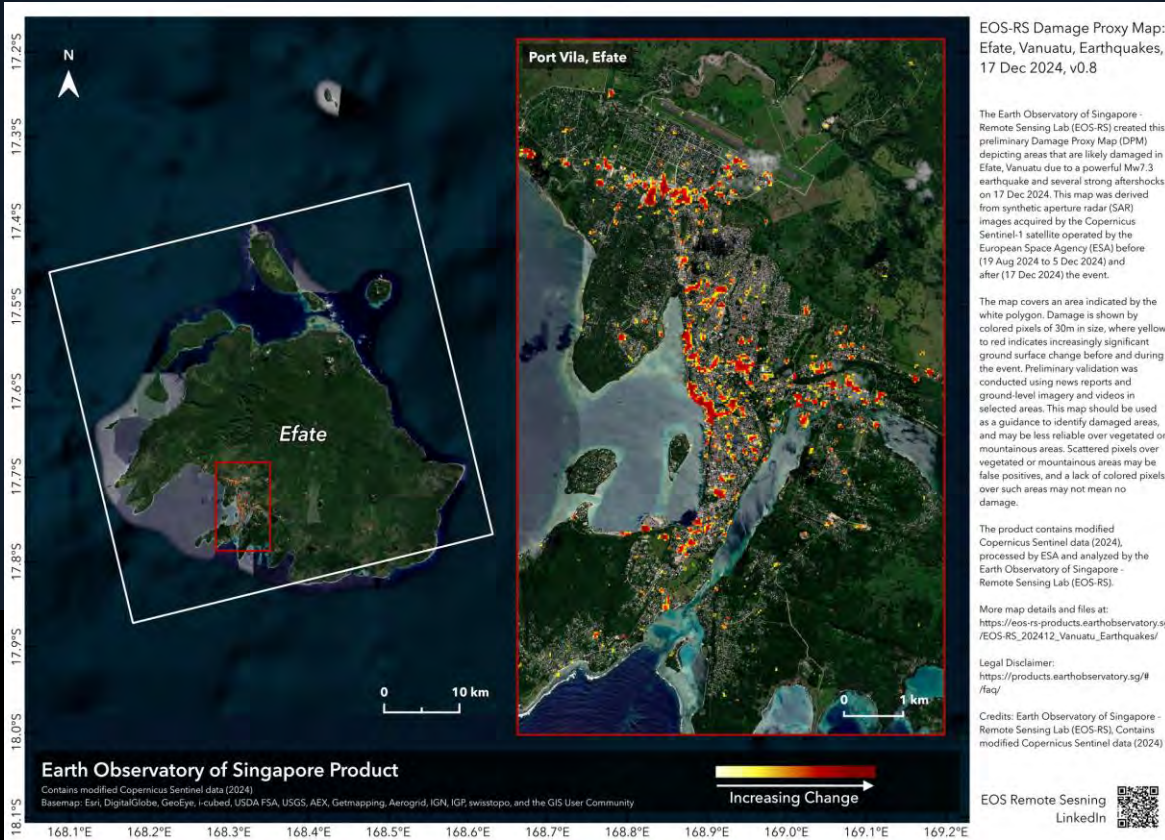 17.2°S
17.3°S
17.4°S
17.5°S
17.6°S
17.7°S
17.8°S
17.9°S
18.0°S
18.1°S
N
Efate
0 10 km
Port Vila, Efate
0 1 km
Earth Observatory of Singapore Product
Contains modified Copernicus Sentinel data (2024)
Basemap: Esri, DigitalGlobe, GeoEye, i-cubed, USDA FSA, USGS, AEX, Getmapping, Aerogrid, IGN, IGP, swisstopo, and the GIS User Community
Increasing Change
168.1°E 168.2°E 168.3°E 168.4°E 168.5°E 168.6°E 168.7°E 168.8°E 168.9°E 169.0°E 169.1°E 169.2°E
EOS-RS Damage Proxy Map:
Efate, Vanuatu, Earthquakes,
17 Dec 2024, v0.8
The Earth Observatory of Singapore -
Remote Sensing Lab (EOS-RS) created this
preliminary Damage Proxy Map (DPM)
depicting areas that are likely damaged in
Efate, Vanuatu due to a powerful Mw7.3
earthquake and several strong aftershocks
on 17 Dec 2024. This map was derived
from synthetic aperture radar (SAR)
images acquired by the Copernicus
Sentinel-1 satellite operated by the
European Space Agency (ESA) before
(19 Aug 2024 to 5 Dec 2024) and
after (17 Dec 2024) the event.
The map covers an area indicated by the
white polygon. Damage is shown by
colored pixels of 30m in size, where yellow
to red indicates increasingly significant
ground surface change before and during
the event. Preliminary validation was
conducted using news reports and
ground-level imagery and videos in
selected areas. This map should be used
as a guidance to identify damaged areas,
and may be less reliable over vegetated or
mountainous areas. Scattered pixels over
vegetated or mountainous areas may be
false positives, and a lack of colored pixels
over such areas may not mean no
damage.
The product contains modified
Copernicus Sentinel data (2024),
processed by ESA and analyzed by the
Earth Observatory of Singapore -
Remote Sensing Lab (EOS-RS).
More map details and files at:
https://eos-rs-products.earthobservatory.sg
/EOS-RS_202412_Vanuatu_Earthquakes/
Legal Disclaimer:
https://products.earthobservatory.sg/#
/faq/
Credits: Earth Observatory of Singapore -
Remote Sensing Lab (EOS-RS), Contains
modified Copernicus Sentinel data (2024)
EOS Remote Sesning
LinkedIn